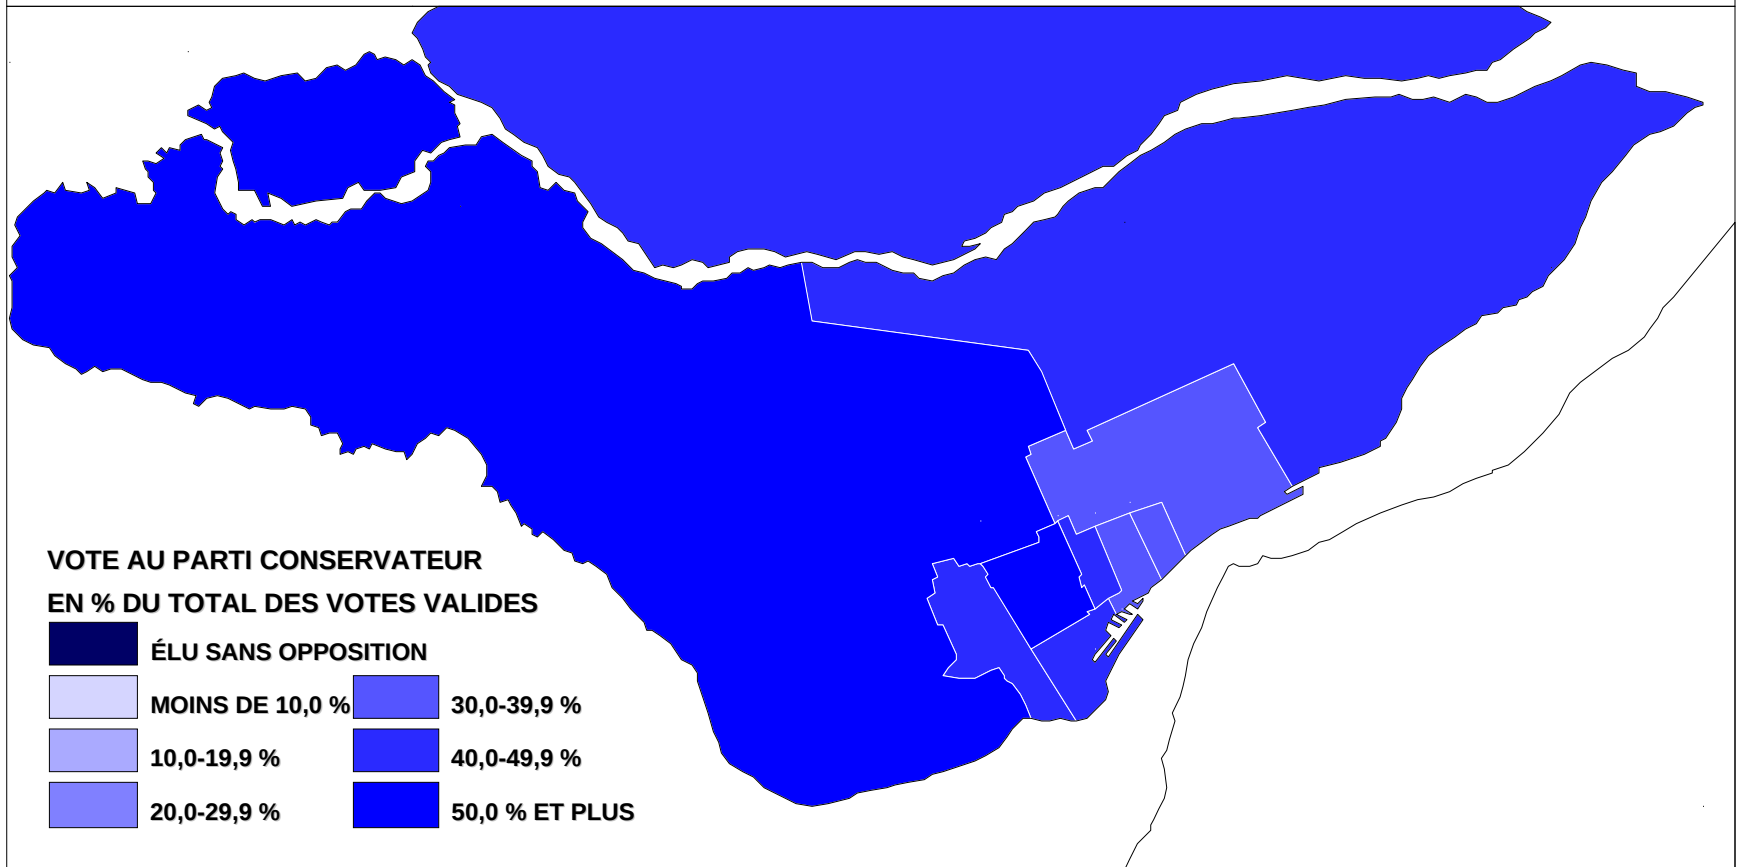 VOTE AU PARTI CONSERVATEUR
EN % DU TOTAL DES VOTES VALIDES
ÉLU SANS OPPOSITION
MOINS DE 10,0 %
10,0-19,9 %
20,0-29,9 %
30,0-39,9 %
40,0-49,9 %
50,0 % ET PLUS